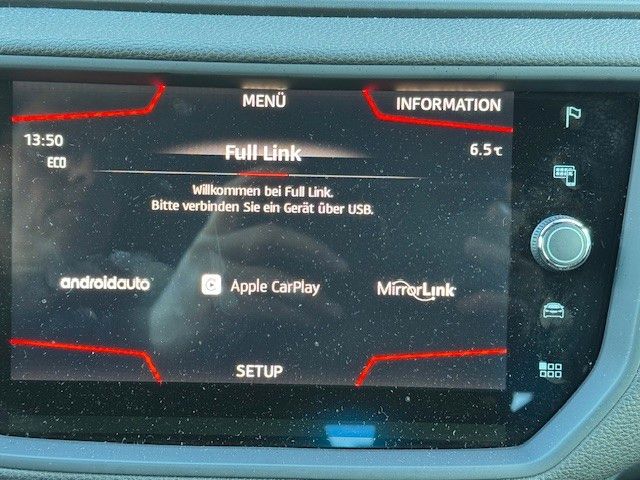 MENÜ
INFORMATION
13:50
ECO
Full Link
6.5°C
Willkommen bei Full Link.
Bitte verbinden Sie ein Gerät über USB.
androidauto
Apple CarPlay
MirrorLink
SETUP